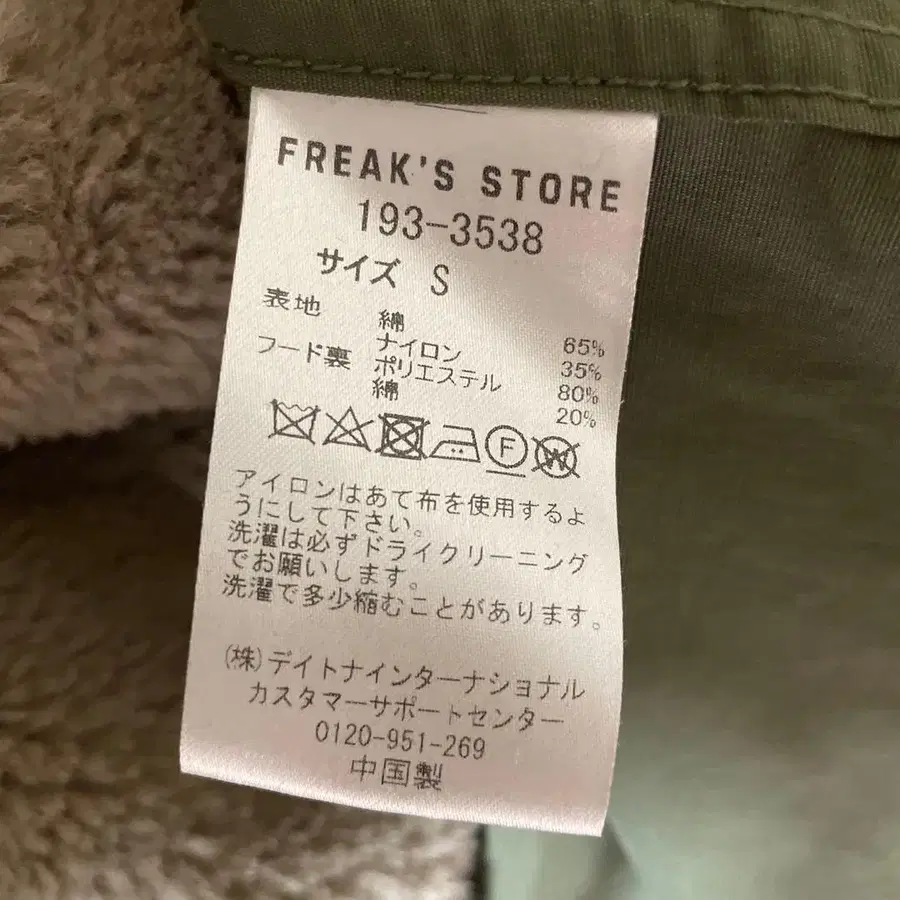 FREAK'S STORE
193-3538
サイズ S
表地 綿 65%
ナイロン 35%
フード裏 ポリエステル 80%
綿 20%
F W
アイロンはあて布を使用するよ
うにして下さい。
洗濯は必ずドライクリーニング
でお願いします。
洗濯で多少縮むことがあります。
(株)デイトナインターナショナル
カスタマーサポートセンター
0120-951-269
中国製